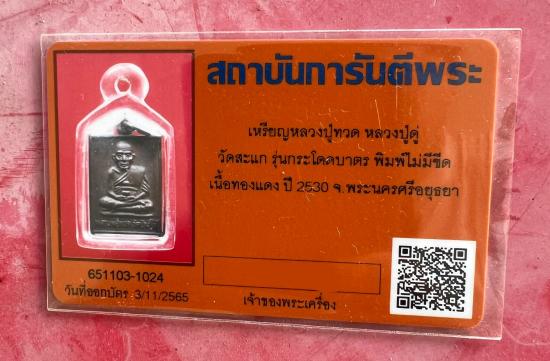 สถาบันการันตีพระ
เหรียญหลวงปู่ทวด หลวงปู่ดู่
วัดสะแก รุ่นกระโดดบาตร พิมพ์ไม่มีขีด
เนื้อทองแดง ปี 2530 จ.พระนครศรีอยุธยา
651103-1024
วันที่ออกบัตร 3/11/2565
เจ้าของพระเครื่อง